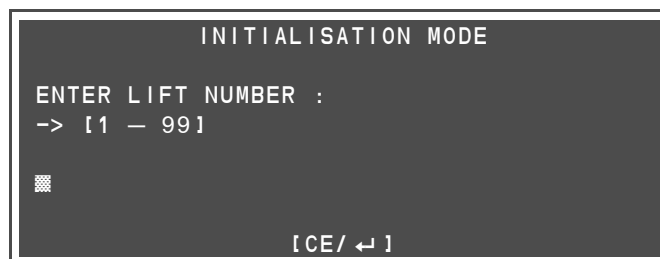 INITIALISATION MODE
ENTER LIFT NUMBER :
-> [1 — 99]
[CE/ ↵ ]